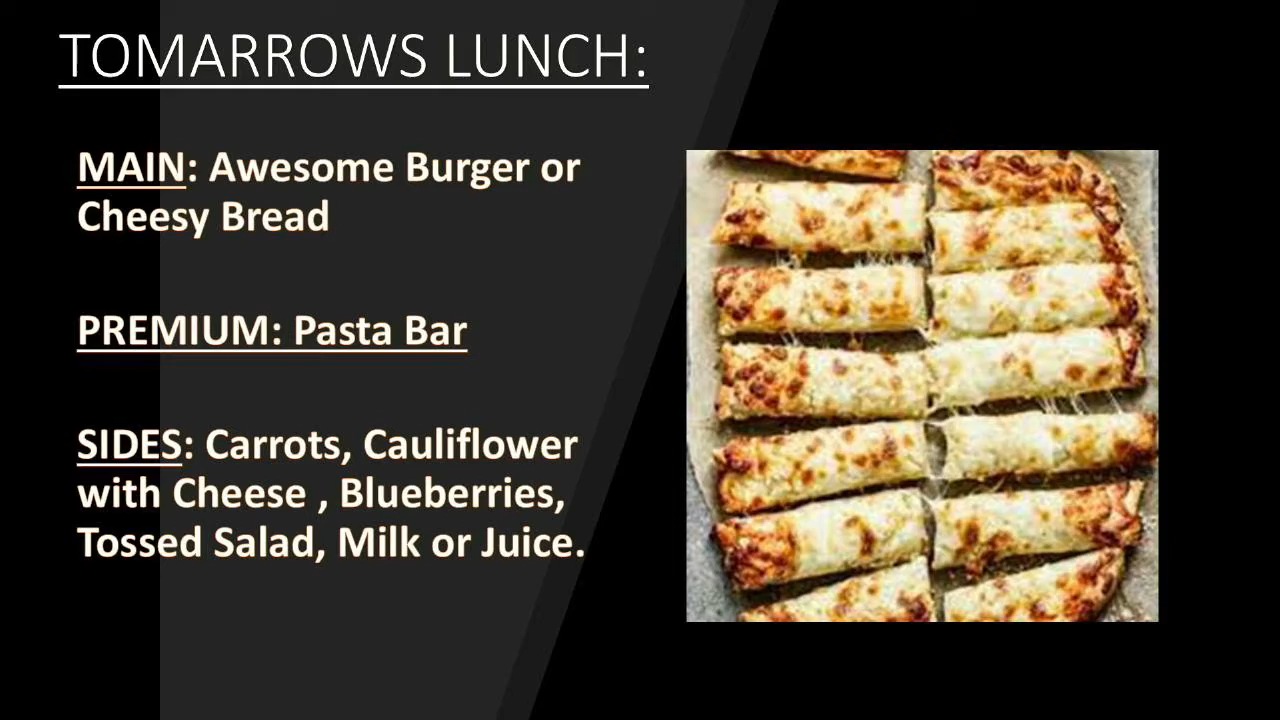 TOMARROWS LUNCH:
MAIN: Awesome Burger or
Cheesy Bread
PREMIUM: Pasta Bar
SIDES: Carrots, Cauliflower
with Cheese , Blueberries,
Tossed Salad, Milk or Juice.